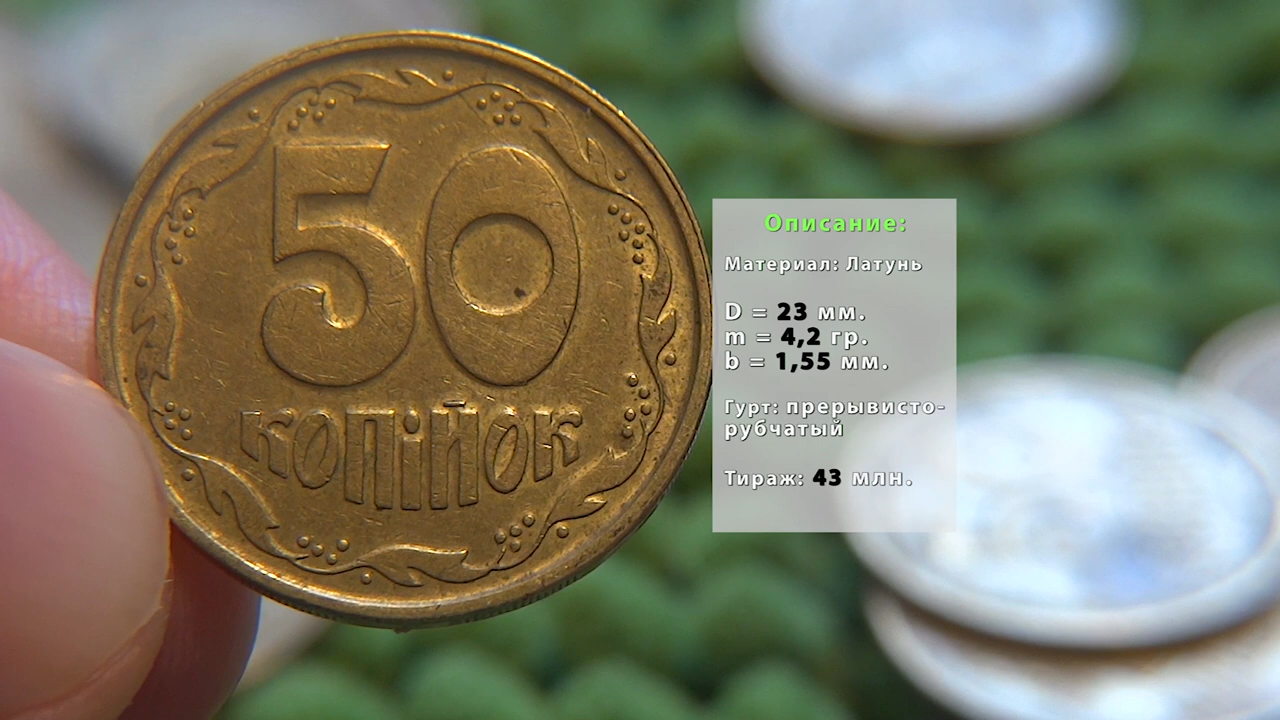 50
КОПІЙОК
Описание:
Материал: Латунь
D = 23 мм.
m = 4,2 гр.
b = 1,55 мм.
Гурт: прерывисто-
рубчатый
Тираж: 43 млн.